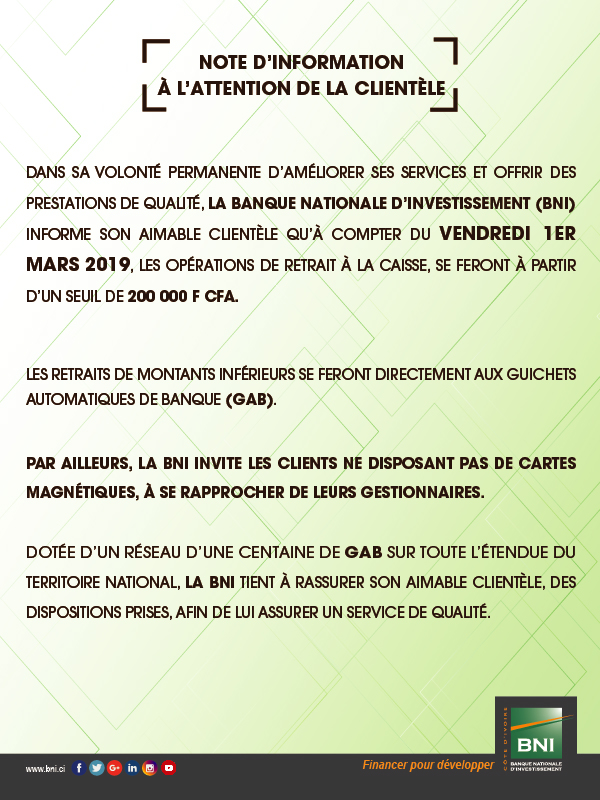 NOTE D'INFORMATION
À L'ATTENTION DE LA CLIENTÈLE
DANS SA VOLONTÉ PERMANENTE D'AMÉLIORER SES SERVICES ET OFFRIR DES
PRESTATIONS DE QUALITÉ, LA BANQUE NATIONALE D'INVESTISSEMENT (BNI)
INFORME SON AIMABLE CLIENTÈLE QU'À COMPTER DU VENDREDI 1ER
MARS 2019, LES OPÉRATIONS DE RETRAIT À LA CAISSE, SE FERONT À PARTIR
D'UN SEUIL DE 200 000 F CFA.
LES RETRAITS DE MONTANTS INFÉRIEURS SE FERONT DIRECTEMENT AUX GUICHETS
AUTOMATIQUES DE BANQUE (GAB).
PAR AILLEURS, LA BNI INVITE LES CLIENTS NE DISPOSANT PAS DE CARTES
MAGNÉTIQUES, À SE RAPPROCHER DE LEURS GESTIONNAIRES.
DOTÉE D'UN RÉSEAU D'UNE CENTAINE DE GAB SUR TOUTE L'ÉTENDUE DU
TERRITOIRE NATIONAL, LA BNI TIENT À RASSURER SON AIMABLE CLIENTÈLE, DES
DISPOSITIONS PRISES, AFIN DE LUI ASSURER UN SERVICE DE QUALITÉ.
www.bni.ci
Financer pour développer
CÔTE D'IVOIRE
BNI
BANQUE NATIONALE
D'INVESTISSEMENT